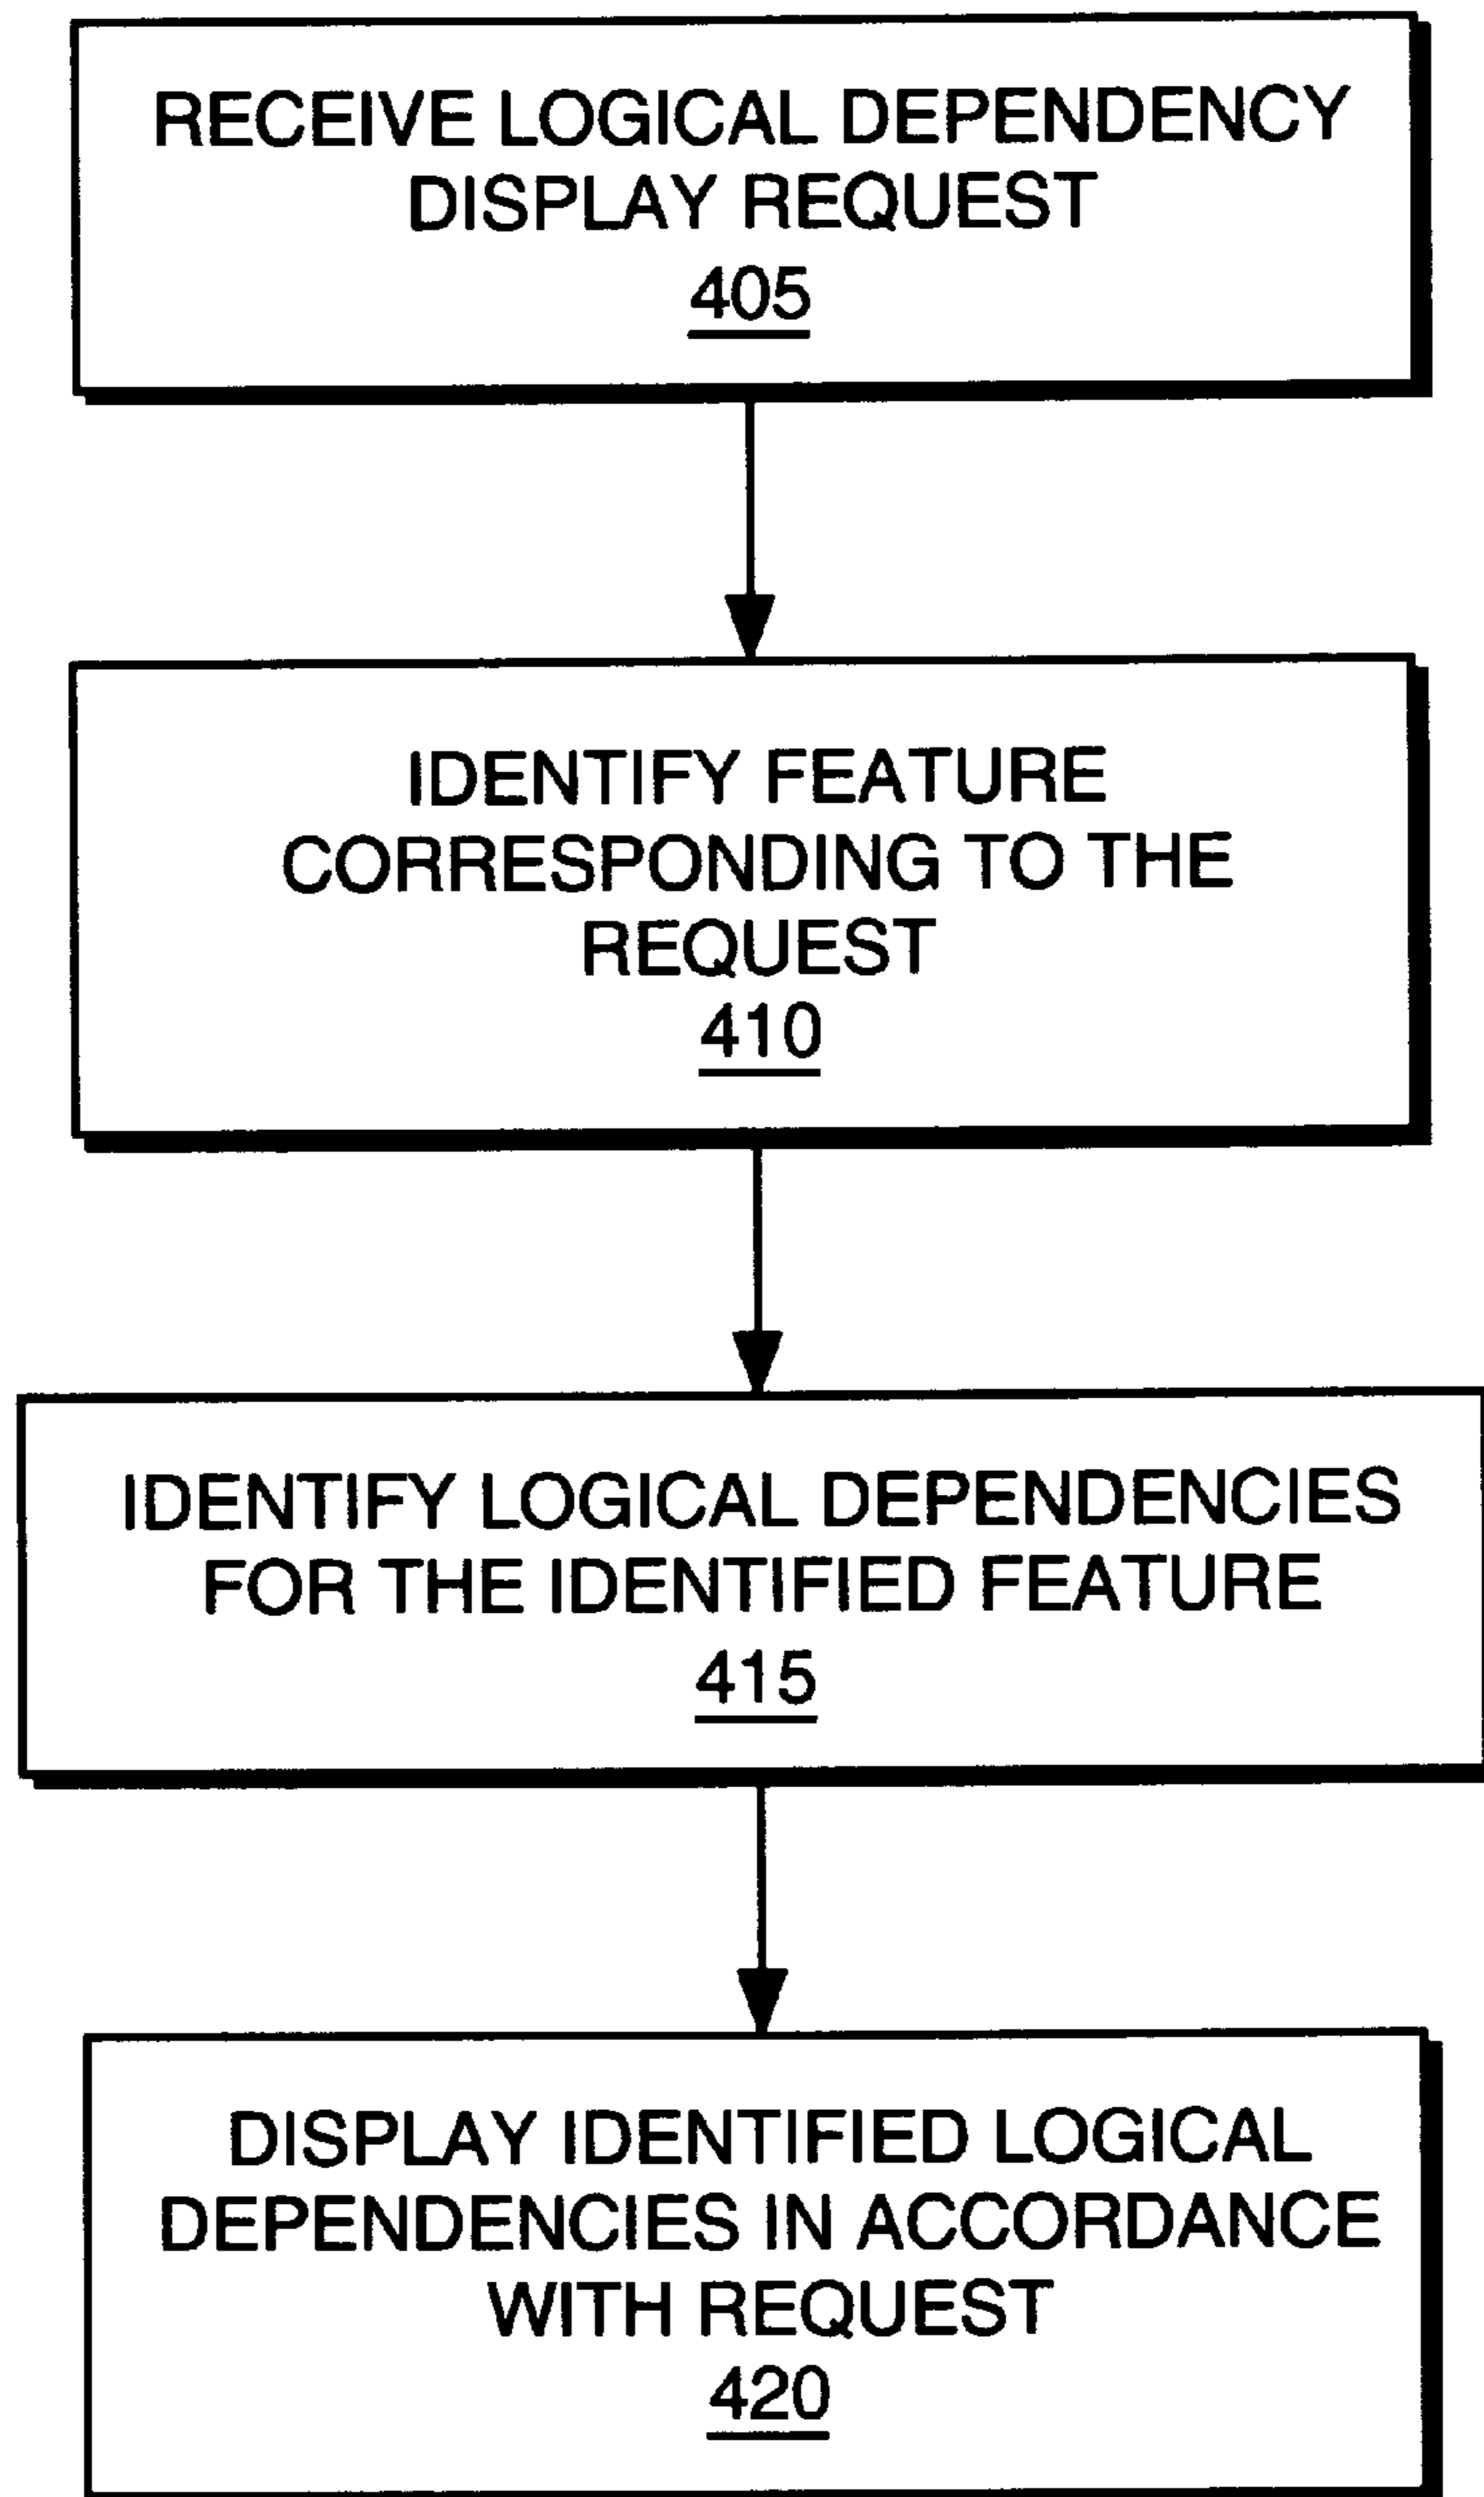 RECEIVE LOGICAL DEPENDENCY
DISPLAY REQUEST
405
IDENTIFY FEATURE
CORRESPONDING TO THE
REQUEST
410
IDENTIFY LOGICAL DEPENDENCIES
FOR THE IDENTIFIED FEATURE
415
DISPLAY IDENTIFIED LOGICAL
DEPENDENCIES IN ACCORDANCE
WITH REQUEST
420